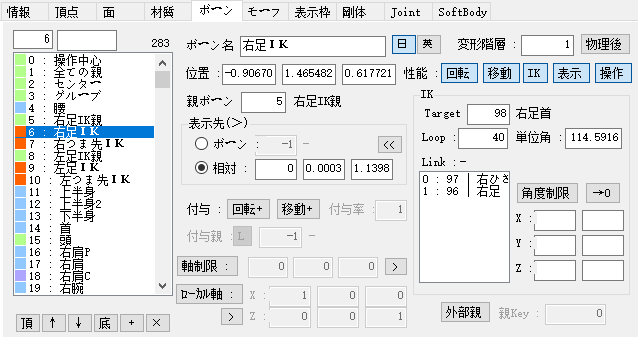 情報 頂点 面 材質 ボーン モーフ 表示枠 剛体 Joint SoftBody
6 283
0 : 操作中心
1 : 全ての親
2 : センター
3 : グルーブ
4 : 腰
5 : 右足IK親
6 : 右足ＩＫ
7 : 右つま先ＩＫ
8 : 左足IK親
9 : 左足ＩＫ
10 : 左つま先ＩＫ
11 : 上半身
12 : 上半身2
13 : 下半身
14 : 首
15 : 頭
16 : 右肩P
17 : 右肩
18 : 右肩C
19 : 右腕
頂 ↑ ↓ 底 + ×
ボーン名 右足ＩＫ 日 英 変形階層 : 1 物理後
位置 : -0.90670 1.465482 0.617721 性能 : 回転 移動 IK 表示 操作
親ボーン : 5 右足IK親
表示先(>)
ボーン : -1 - <<
相対 : 0 0.0003 1.1398
付与 : 回転+ 移動+ 付与率 : 1
付与親 : L -1 -
軸制限 : 0 0 0 >
ローカル軸 : X : 1 0 0
> Z : 0 0 1
IK
Target : 98 右足首
Loop : 40 単位角 : 114.5916
Link : -
0 : 97 | 右ひざ
1 : 96 | 右足
角度制限 →0
X :
Y :
Z :
外部親 親Key : 0